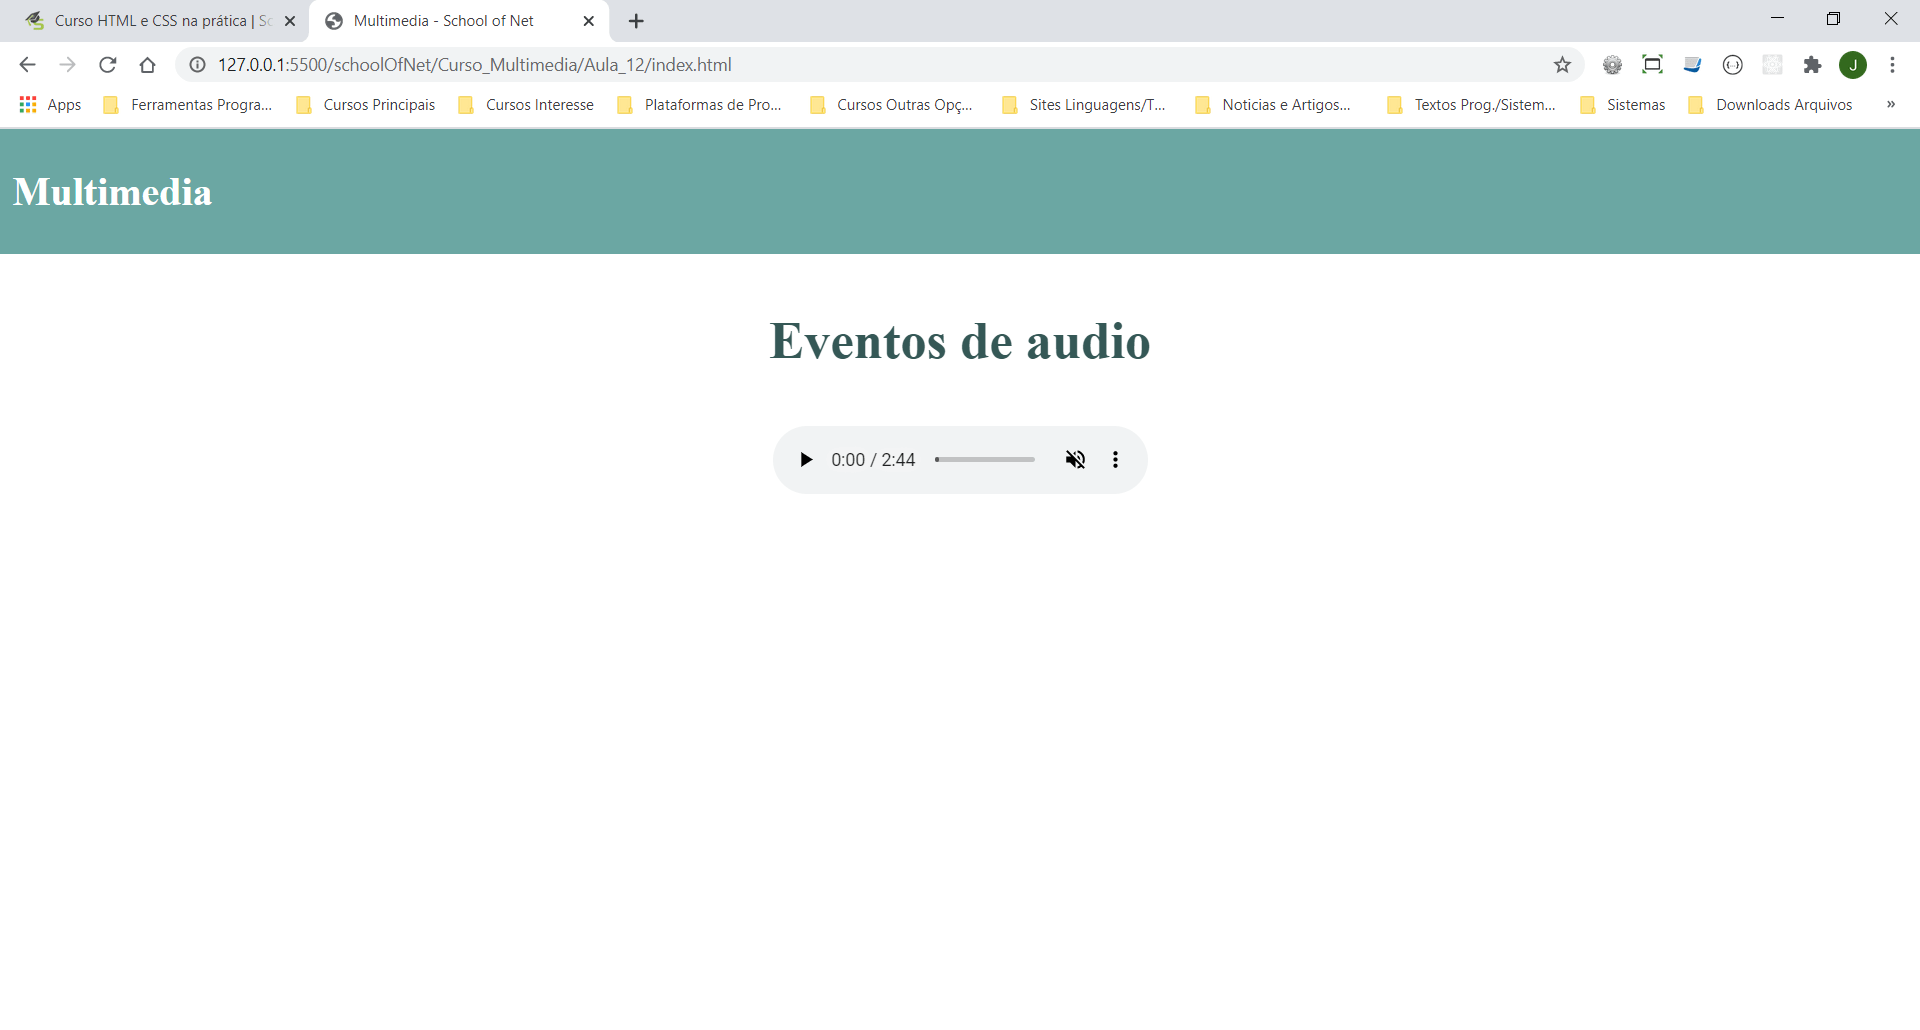 Curso HTML e CSS na prática | Sc
Multimedia - School of Net
127.0.0.1:5500/schoolOfNet/Curso_Multimedia/Aula_12/index.html
J
Apps Ferramentas Progra... Cursos Principais Cursos Interesse Plataformas de Pro... Cursos Outras Opç... Sites Linguagens/T... Noticias e Artigos... Textos Prog./Sistem... Sistemas Downloads Arquivos »
Multimedia
Eventos de audio
0:00 / 2:44